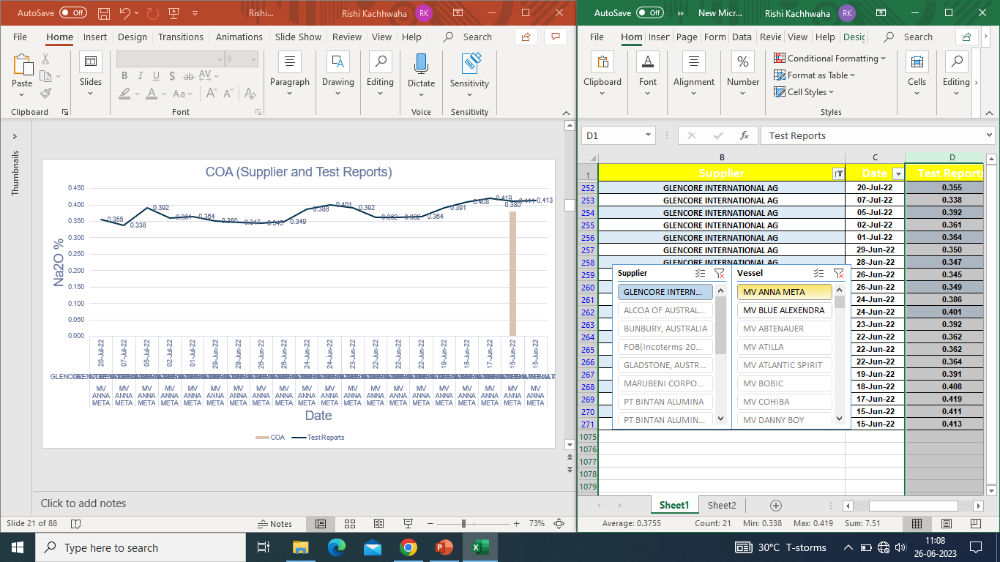 AutoSave Off Rishi... Rishi Kachhwaha RK
File Home Insert Design Transitions Animations Slide Show Review View Help Search
Paste Slides 9 Paragraph Drawing Editing Dictate Sensitivity
B I U S ab AV
A Aa A A A
Clipboard Font Voice Sensitivity
Thumbnails
COA (Supplier and Test Reports)
Na2O %
0.450
0.400
0.350
0.300
0.250
0.200
0.150
0.100
0.050
0.000
0.355 0.338 0.392 0.361 0.364 0.350 0.347 0.345 0.349 0.386 0.401 0.392 0.362 0.362 0.364 0.391 0.408 0.419 0.411 0.413
0.380
20-Jul-22 07-Jul-22 05-Jul-22 02-Jul-22 01-Jul-22 29-Jun-22 28-Jun-22 26-Jun-22 26-Jun-22 24-Jun-22 24-Jun-22 23-Jun-22 22-Jun-22 22-Jun-22 22-Jun-22 19-Jun-22 18-Jun-22 17-Jun-22 15-Jun-22 15-Jun-22
MV MV MV MV MV MV MV MV MV MV MV MV MV MV MV MV MV MV MV MV
ANNA ANNA ANNA ANNA ANNA ANNA ANNA ANNA ANNA ANNA ANNA ANNA ANNA ANNA ANNA ANNA ANNA ANNA ANNA ANNA
META META META META META META META META META META META META META META META META META META META META
Date
COA Test Reports
Click to add notes
Slide 21 of 88 Notes 73%
AutoSave Off New Micr... Rishi Kachhwaha RK
File Hom Inser Page Form Data Revie View Help Desig Search
Clipboard Font Alignment Number Cells Editing
A %
Conditional Formatting
Format as Table
Cell Styles
Styles
D1 fx Test Reports
B C D
1 Supplier Date Test Reports
252 GLENCORE INTERNATIONAL AG 20-Jul-22 0.355
253 GLENCORE INTERNATIONAL AG 07-Jul-22 0.338
254 GLENCORE INTERNATIONAL AG 05-Jul-22 0.392
255 GLENCORE INTERNATIONAL AG 02-Jul-22 0.361
256 GLENCORE INTERNATIONAL AG 01-Jul-22 0.364
257 GLENCORE INTERNATIONAL AG 29-Jun-22 0.350
258 GLENCORE INTERNATIONAL AG 28-Jun-22 0.347
259 26-Jun-22 0.345
260 26-Jun-22 0.349
261 24-Jun-22 0.386
262 24-Jun-22 0.401
263 23-Jun-22 0.392
264 22-Jun-22 0.362
265 22-Jun-22 0.362
266 22-Jun-22 0.364
267 19-Jun-22 0.391
268 18-Jun-22 0.408
269 17-Jun-22 0.419
270 15-Jun-22 0.411
271 15-Jun-22 0.413
1075
1076
1077
1078
1079
Supplier
GLENCORE INTERN...
ALCOA OF AUSTRAL...
BUNBURY, AUSTRALIA
FOB(Incoterms 20...
GLADSTONE, AUSTR...
MARUBENI CORPO...
PT BINTAN ALUMINA
PT BINTAN ALUMIN...
Vessel
MV ANNA META
MV BLUE ALEXENDRA
MV ABTENAUER
MV ATILLA
MV ATLANTIC SPIRIT
MV BOBIC
MV COHIBA
MV DANNY BOY
Sheet1 Sheet2
Average: 0.3755 Count: 21 Min: 0.338 Max: 0.419 Sum: 7.51
Type here to search
30°C T-storms
11:08
26-06-2023